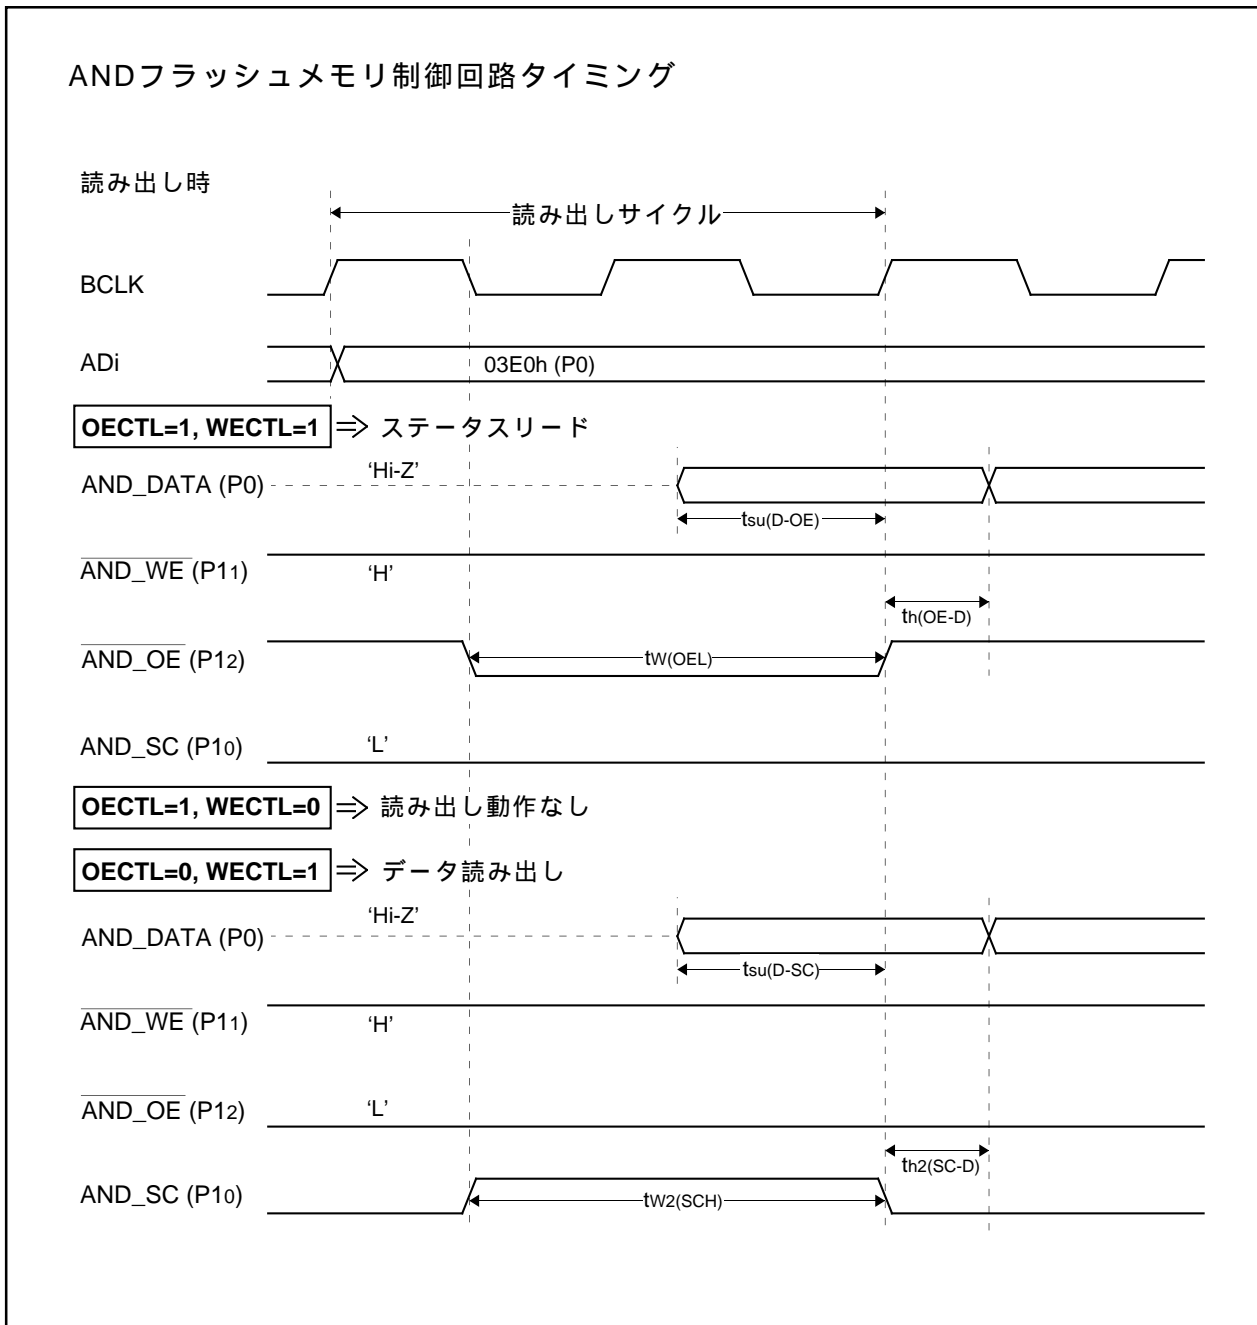 ANDフラッシュメモリ制御回路タイミング
読み出し時
読み出しサイクル
BCLK
ADi
03E0h (P0)
OECTL=1, WECTL=1 ⇒ ステータスリード
AND_DATA (P0)
‘Hi-Z’
tsu(D-OE)
AND_WE (P11)
‘H’
th(OE-D)
AND_OE (P12)
tW(OEL)
AND_SC (P10)
‘L’
OECTL=1, WECTL=0 ⇒ 読み出し動作なし
OECTL=0, WECTL=1 ⇒ データ読み出し
‘Hi-Z’
AND_DATA (P0)
tsu(D-SC)
AND_WE (P11)
‘H’
AND_OE (P12)
‘L’
th2(SC-D)
AND_SC (P10)
tW2(SCH)